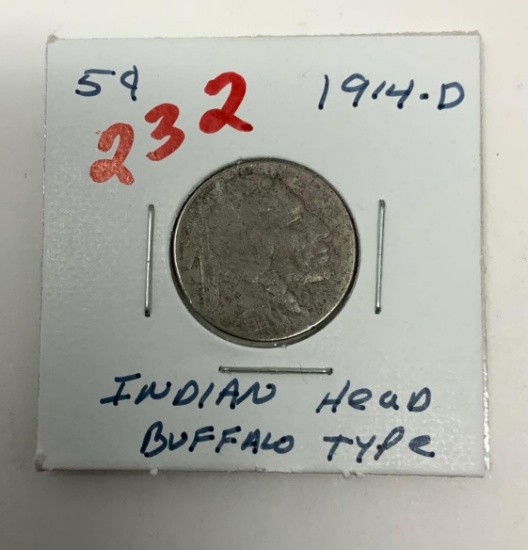 5¢ 1914-D
232
INDIAN Head
BUFFALO TYPe